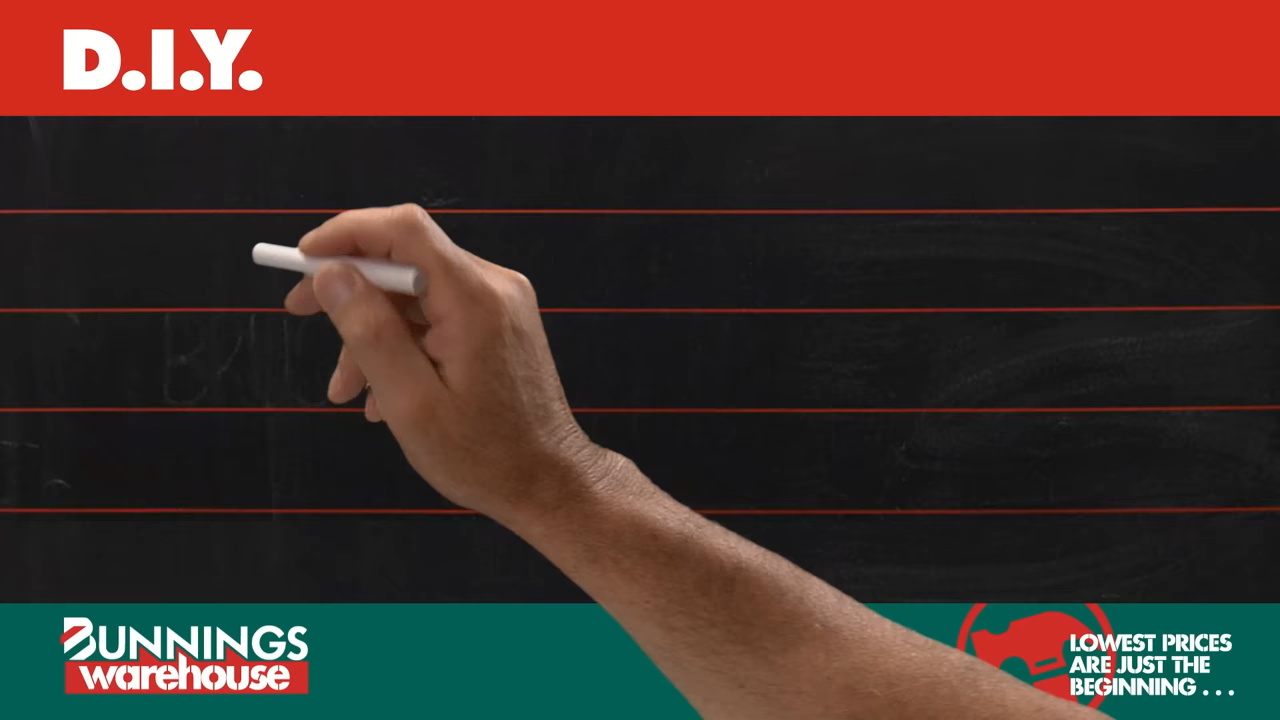 D.I.Y.
BUNNINGS
warehouse
LOWEST PRICES
ARE JUST THE
BEGINNING . . .